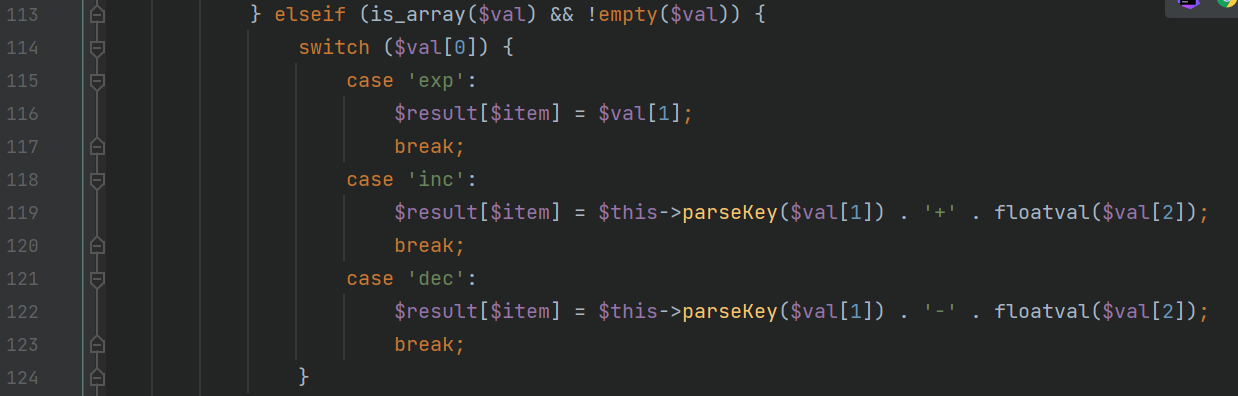 113 } elseif (is_array($val) && !empty($val)) {
114 switch ($val[0]) {
115 case 'exp':
116 $result[$item] = $val[1];
117 break;
118 case 'inc':
119 $result[$item] = $this->parseKey($val[1]) . '+' . floatval($val[2]);
120 break;
121 case 'dec':
122 $result[$item] = $this->parseKey($val[1]) . '-' . floatval($val[2]);
123 break;
124 }